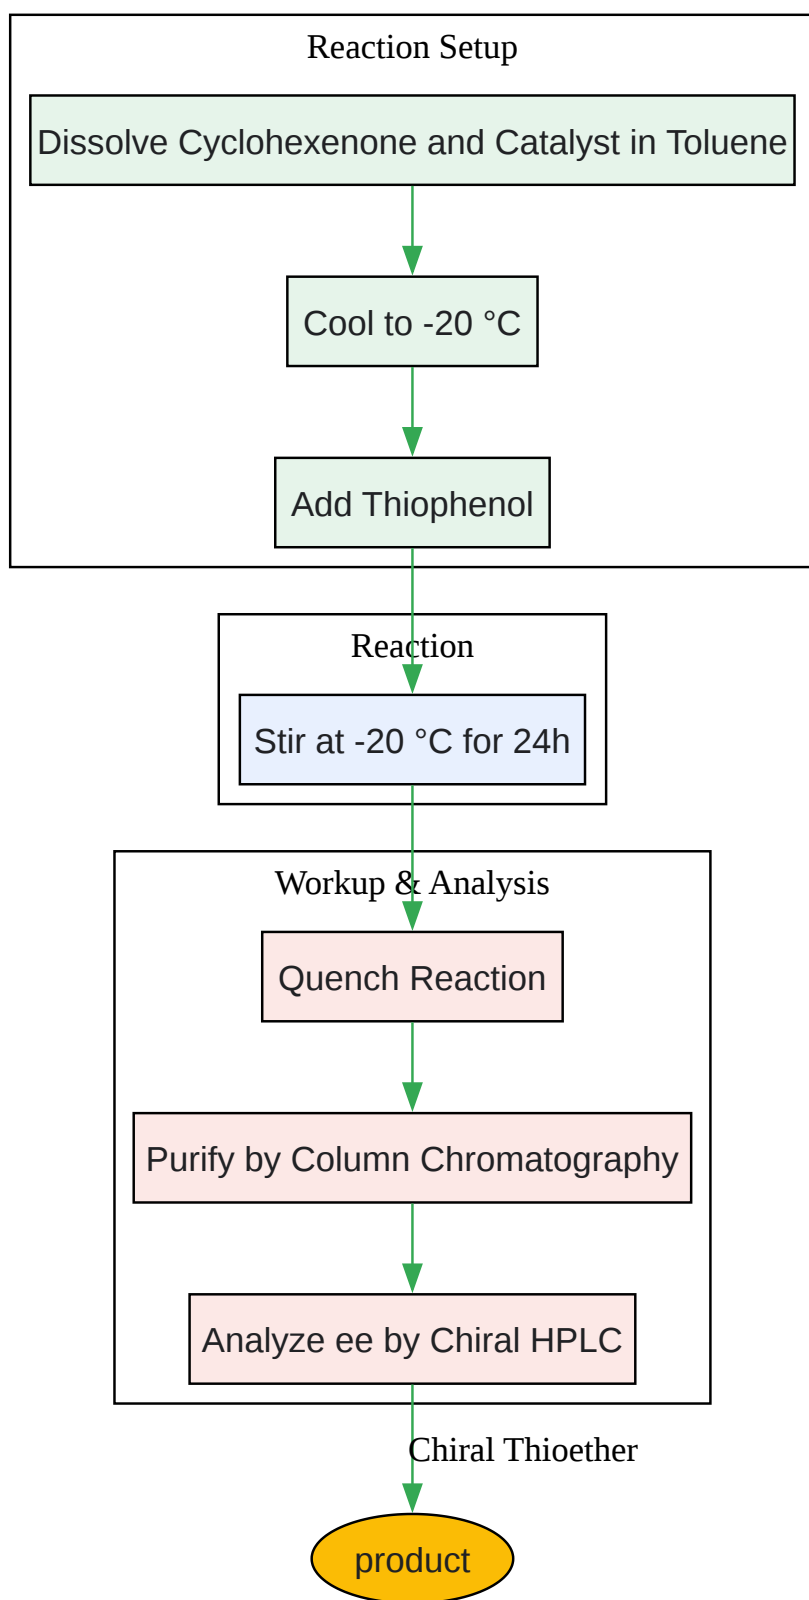 Reaction Setup
Dissolve Cyclohexenone and Catalyst in Toluene
Cool to -20 °C
Add Thiophenol
Reaction
Stir at -20 °C for 24h
Workup & Analysis
Quench Reaction
Purify by Column Chromatography
Analyze ee by Chiral HPLC
Chiral Thioether
product